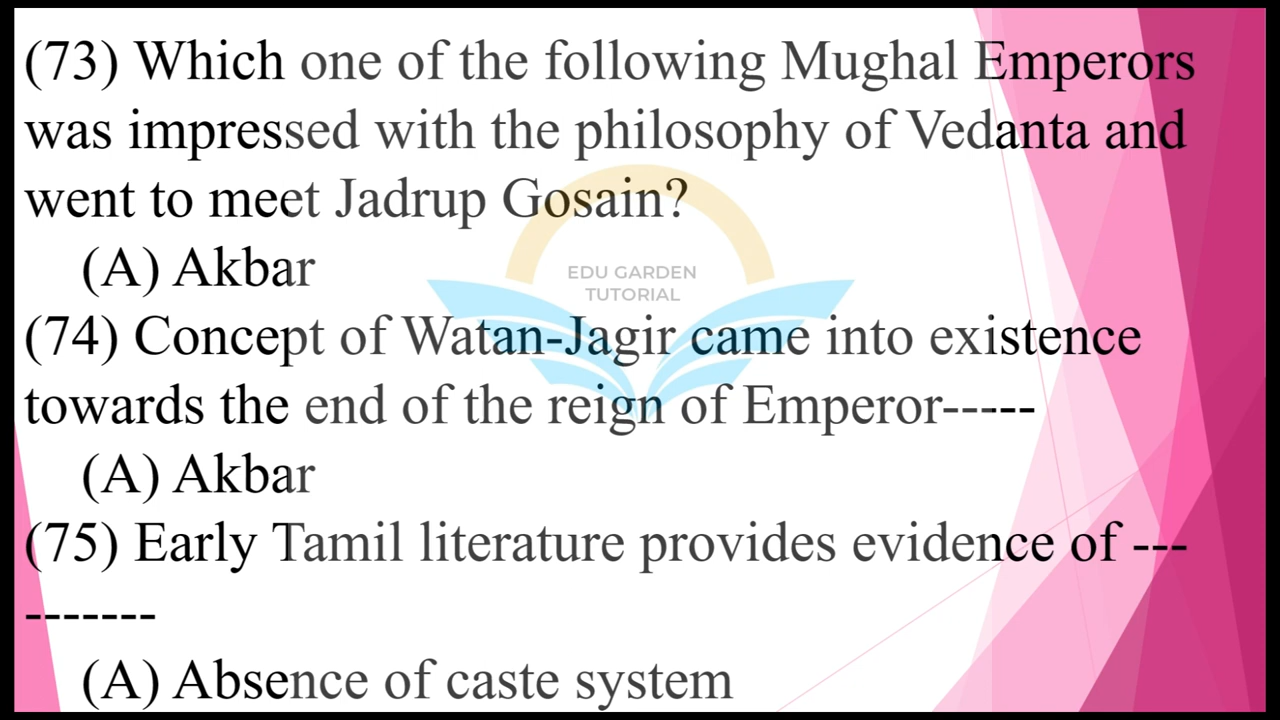 (73) Which one of the following Mughal Emperors
was impressed with the philosophy of Vedanta and
went to meet Jadrup Gosain?
(A) Akbar
EDU GARDEN
TUTORIAL
(74) Concept of Watan-Jagir came into existence
towards the end of the reign of Emperor-----
(A) Akbar
(75) Early Tamil literature provides evidence of ---
-------
(A) Absence of caste system